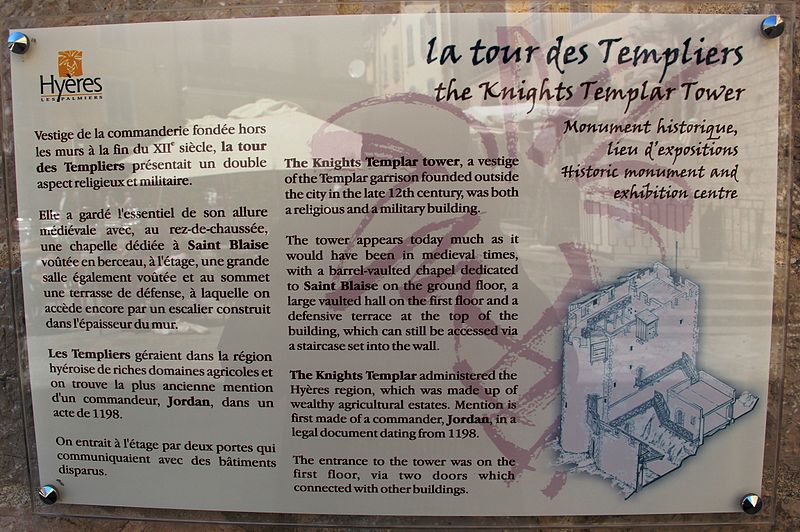 Hyères
LES PALMIERS
la tour des Templiers
the Knights Templar Tower
Monument historique,
lieu d'expositions
Historic monument and
exhibition centre
Vestige de la commanderie fondée hors
les murs à la fin du XIIe siècle, la tour
des Templiers présentait un double
aspect religieux et militaire.
Elle a gardé l'essentiel de son allure
médiévale avec, au rez-de-chaussée,
une chapelle dédiée à Saint Blaise
voûtée en berceau, à l'étage, une grande
salle également voûtée et au sommet
une terrasse de défense, à laquelle on
accède encore par un escalier construit
dans l'épaisseur du mur.
Les Templiers géraient dans la région
hyéroise de riches domaines agricoles et
on trouve la plus ancienne mention
d'un commandeur, Jordan, dans un
acte de 1198.
On entrait à l'étage par deux portes qui
communiquaient avec des bâtiments
disparus.
The Knights Templar tower, a vestige
of the Templar garrison founded outside
the city in the late 12th century, was both
a religious and a military building.
The tower appears today much as it
would have been in medieval times,
with a barrel-vaulted chapel dedicated
to Saint Blaise on the ground floor, a
large vaulted hall on the first floor and a
defensive terrace at the top of the
building, which can still be accessed via
a staircase set into the wall.
The Knights Templar administered the
Hyères region, which was made up of
wealthy agricultural estates. Mention is
first made of a commander, Jordan, in a
legal document dating from 1198.
The entrance to the tower was on the
first floor, via two doors which
connected with other buildings.